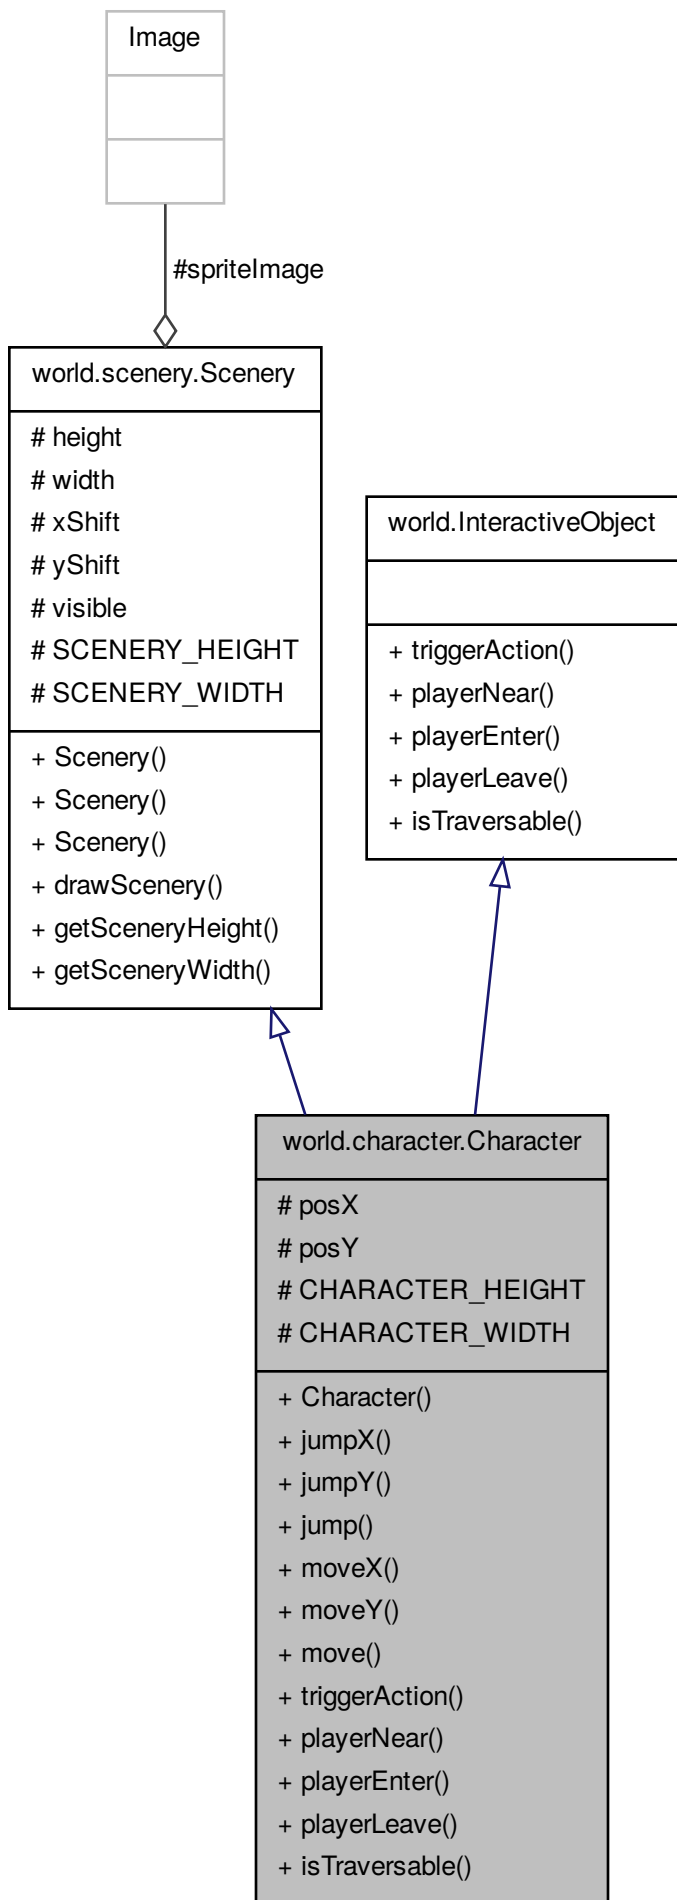 Image
#spriteImage
world.scenery.Scenery
# height
# width
# xShift
# yShift
# visible
# SCENERY_HEIGHT
# SCENERY_WIDTH
+ Scenery()
+ Scenery()
+ Scenery()
+ drawScenery()
+ getSceneryHeight()
+ getSceneryWidth()
world.InteractiveObject
+ triggerAction()
+ playerNear()
+ playerEnter()
+ playerLeave()
+ isTraversable()
world.character.Character
# posX
# posY
# CHARACTER_HEIGHT
# CHARACTER_WIDTH
+ Character()
+ jumpX()
+ jumpY()
+ jump()
+ moveX()
+ moveY()
+ move()
+ triggerAction()
+ playerNear()
+ playerEnter()
+ playerLeave()
+ isTraversable()